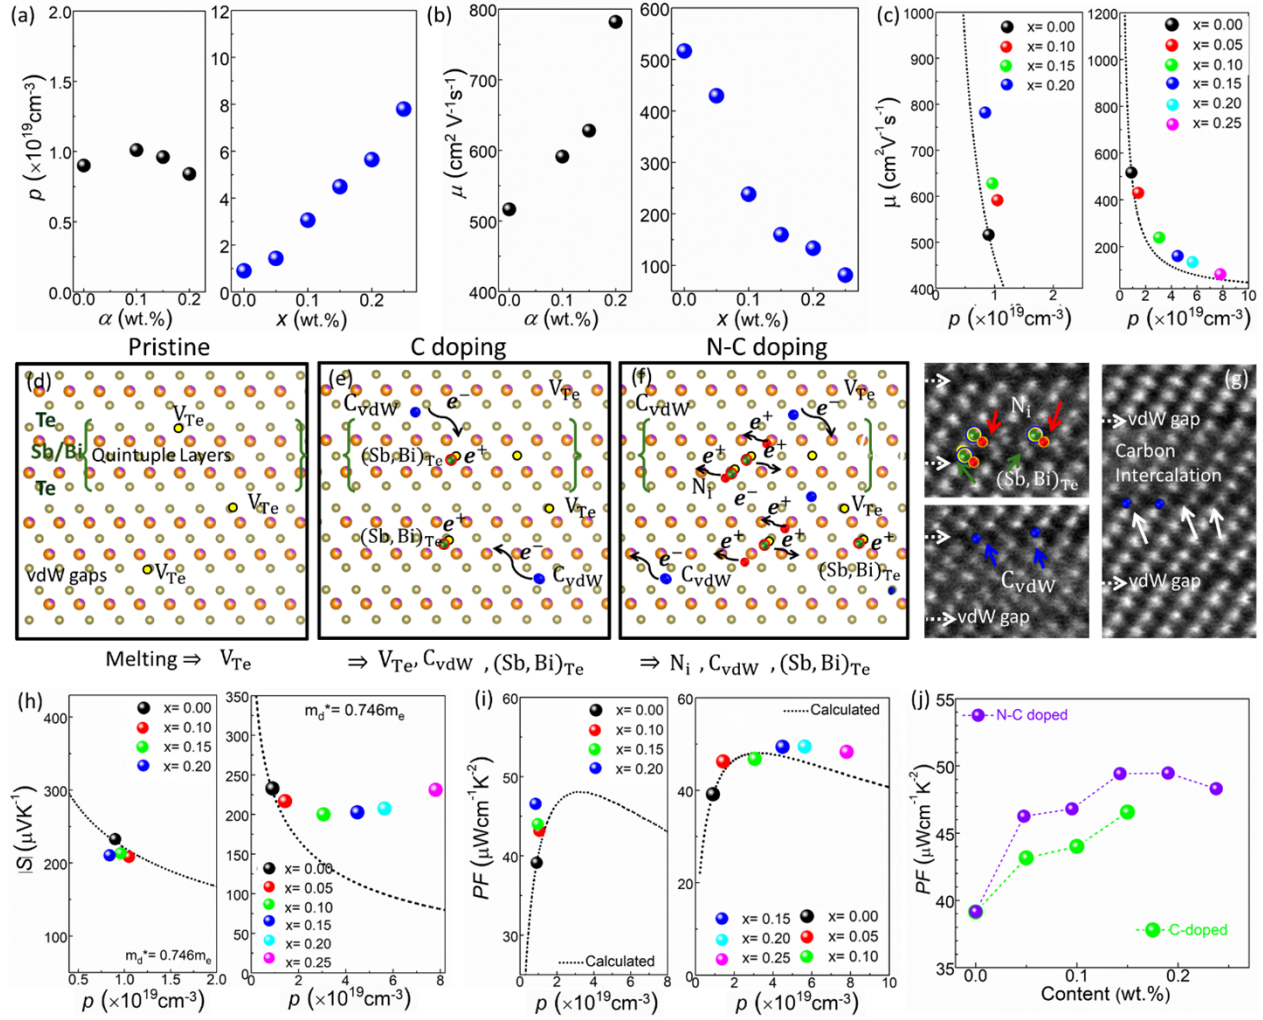 (a)
2.0
1.5
1.0
0.5
0.0
p (×10¹⁹cm⁻³)
0.0 0.1 0.2
α (wt.%)
12
10
8
6
4
2
0
0.0 0.1 0.2
x (wt.%)
(b)
800
700
600
500
400
μ (cm² V⁻¹s⁻¹)
0.0 0.1 0.2
α (wt.%)
600
500
400
300
200
100
0.0 0.1 0.2
x (wt.%)
(c)
1000
900
800
700
600
500
400
μ (cm²V⁻¹s⁻¹)
x= 0.00
x= 0.10
x= 0.15
x= 0.20
0 1 2
p (×10¹⁹cm⁻³)
1200
1000
800
600
400
200
x= 0.00
x= 0.05
x= 0.10
x= 0.15
x= 0.20
x= 0.25
0 2 4 6 8 10
p (×10¹⁹cm⁻³)
Pristine
C doping
N-C doping
(d)
V_Te
Te
Sb/Bi
Quintuple Layers
Te
V_Te
V_Te
vdW gaps
(e)
V_Te
C_vdW
e⁻
(Sb,Bi)_Te
e⁺
V_Te
(Sb,Bi)_Te
e⁺
e⁻
C_vdW
(f)
V_Te
C_vdW
e⁻
e⁺
e⁺
e⁺
e⁺
N_i
e⁻
e⁺
V_Te
e⁺
e⁺
e⁺
e⁻
C_vdW
(Sb,Bi)_Te
N_i
(Sb, Bi)_Te
C_vdW
vdW gap
(g)
vdW gap
Carbon
Intercalation
vdW gap
Melting ⇒ V_Te
⇒ V_Te, C_vdW , (Sb, Bi)_Te
⇒ N_i , C_vdW , (Sb, Bi)_Te
(h)
400
300
200
100
|S|(μVK⁻¹)
x= 0.00
x= 0.10
x= 0.15
x= 0.20
m_d*= 0.746m_e
0.5 1.0 1.5 2.0
p (×10¹⁹cm⁻³)
350
300
250
200
150
100
50
0
m_d*= 0.746m_e
x= 0.00
x= 0.05
x= 0.10
x= 0.15
x= 0.20
x= 0.25
0 2 4 6 8
p (×10¹⁹cm⁻³)
(i)
60
50
40
30
PF (μWcm⁻¹K⁻²)
x= 0.00
x= 0.10
x= 0.15
x= 0.20
Calculated
0 2 4 6 8
p (×10¹⁹cm⁻³)
60
40
20
0
Calculated
x= 0.15 x= 0.00
x= 0.20 x= 0.05
x= 0.25 x= 0.10
0 2 4 6 8 10
p (×10¹⁹cm⁻³)
(j)
50
45
40
35
PF (μWcm⁻¹K⁻²)
N-C doped
C-doped
0.0 0.1 0.2
Content (wt.%)